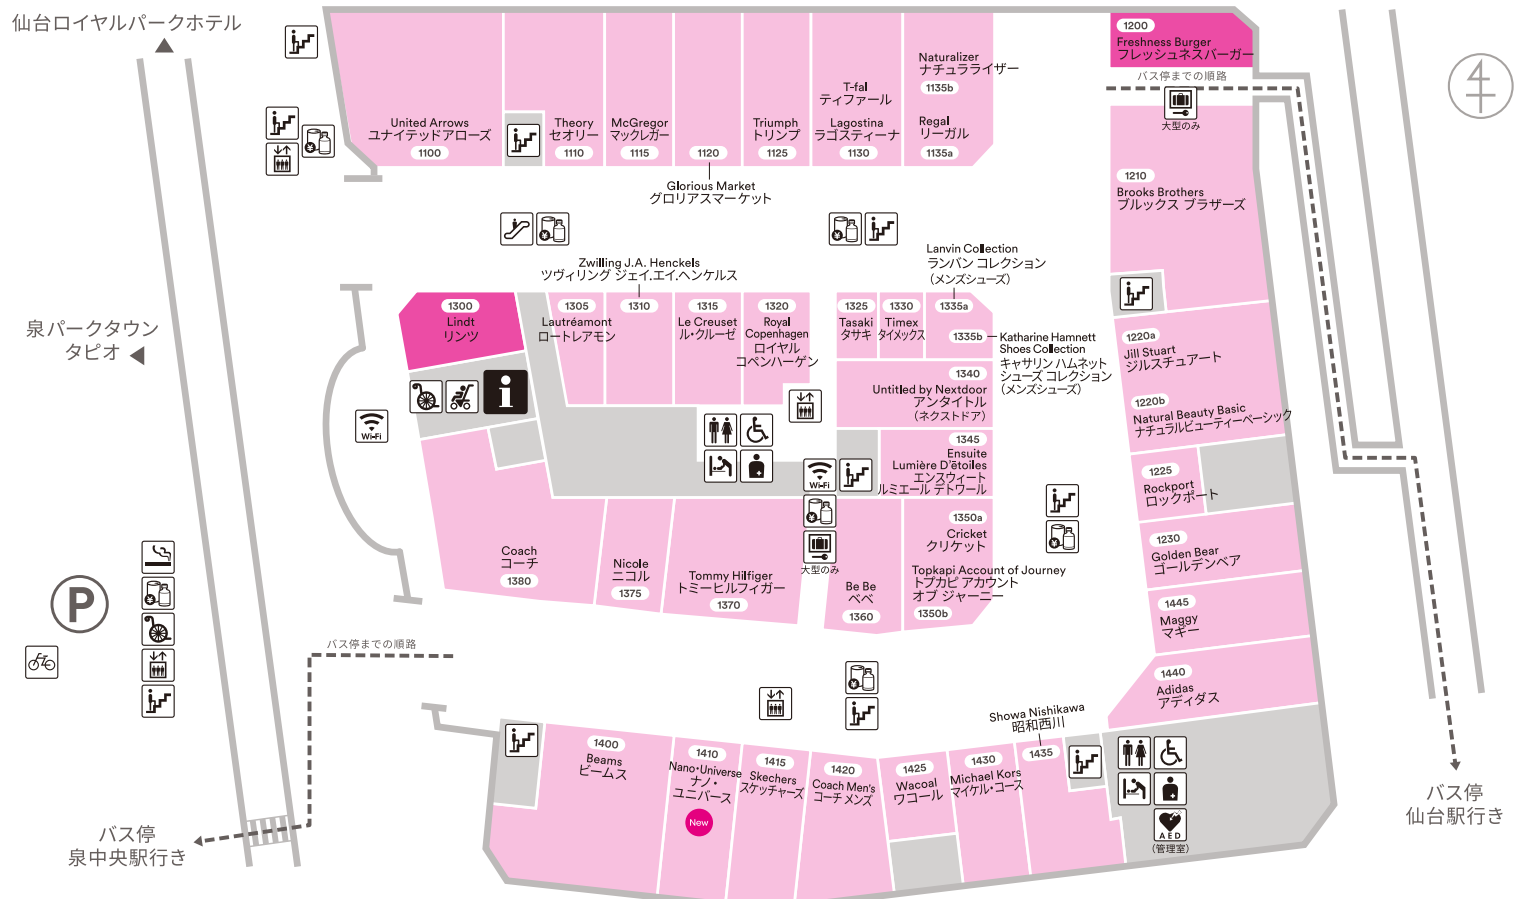 仙台ロイヤルパークホテル
泉パークタウン
タピオ
P
バス停
泉中央駅行き
バス停までの順路
United Arrows
ユナイテッドアローズ
1100
Theory
セオリー
1110
McGregor
マックレガー
1115
1120
Glorious Market
グロリアスマーケット
Triumph
トリンプ
1125
T-fal
ティファール
Lagostina
ラゴスティーナ
1130
Naturalizer
ナチュラライザー
1135b
Regal
リーガル
1135a
1200
Freshness Burger
フレッシュネスバーガー
バス停までの順路
大型のみ
1210
Brooks Brothers
ブルックス ブラザーズ
Zwilling J.A. Henckels
ツヴィリング ジェイ.エイ.ヘンケルス
Lanvin Collection
ランバン コレクション
(メンズシューズ)
1300
Lindt
リンツ
1305
Lautréamont
ロートレアモン
1310
1315
Le Creuset
ル・クルーゼ
1320
Royal
Copenhagen
ロイヤル
コペンハーゲン
1325
Tasaki
タサキ
1330
Timex
タイメックス
1335a
1335b
Katharine Hamnett
Shoes Collection
キャサリン ハムネット
シューズ コレクション
(メンズシューズ)
1340
Untitled by Nextdoor
アンタイトル
(ネクストドア)
1345
Ensuite
Lumière D'étoiles
エンスウィート
ルミエール デトワール
i
Wi-Fi
Wi-Fi
大型のみ
1220a
Jill Stuart
ジルスチュアート
1220b
Natural Beauty Basic
ナチュラルビューティーベーシック
1225
Rockport
ロックポート
1230
Golden Bear
ゴールデンベア
1445
Maggy
マギー
1440
Adidas
アディダス
Coach
コーチ
1380
Nicole
ニコル
1375
Tommy Hilfiger
トミーヒルフィガー
1370
Be Be
べべ
1360
1350a
Cricket
クリケット
Topkapi Account of Journey
トプカピ アカウント
オブ ジャーニー
1350b
1400
Beams
ビームス
1410
Nano・Universe
ナノ・
ユニバース
New
1415
Skechers
スケッチャーズ
1420
Coach Men's
コーチ メンズ
1425
Wacoal
ワコール
1430
Michael Kors
マイケル・コース
Showa Nishikawa
昭和西川
1435
AED
(管理室)
バス停
仙台駅行き